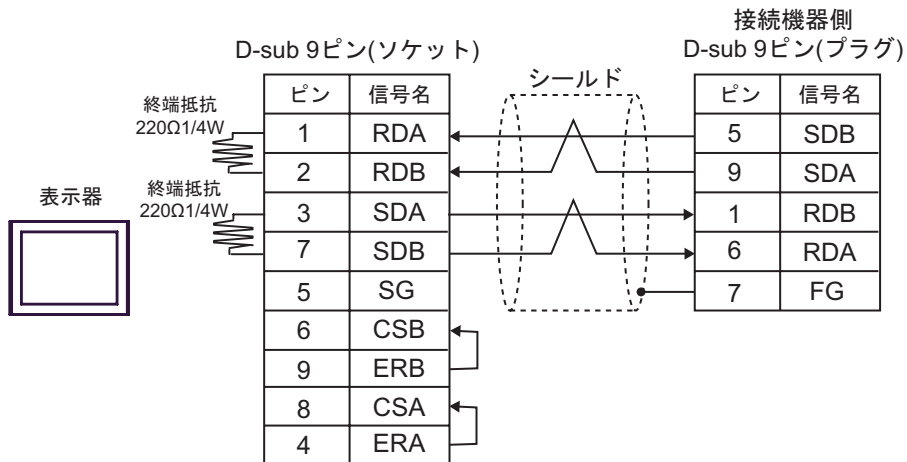 接続機器側
D-sub 9ピン(ソケット)
D-sub 9ピン(プラグ)
シールド
ピン 信号名
1 RDA
2 RDB
3 SDA
7 SDB
5 SG
6 CSB
9 ERB
8 CSA
4 ERA
ピン 信号名
5 SDB
9 SDA
1 RDB
6 RDA
7 FG
終端抵抗
220Ω1/4W
終端抵抗
220Ω1/4W
表示器